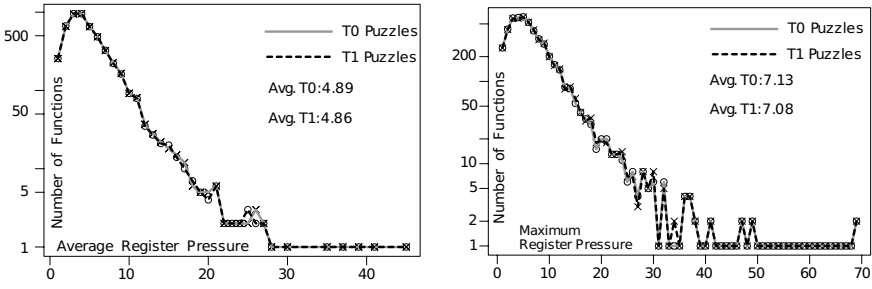 500
50
5
1
Number of Functions
T0 Puzzles
T1 Puzzles
Avg.T0:4.89
Avg.T1:4.86
Average Register Pressure
0 10 20 30 40
200
50
10
5
2
1
Number of Functions
T0 Puzzles
T1 Puzzles
Avg.T0:7.13
Avg.T1:7.08
Maximum
Register Pressure
0 10 20 30 40 50 60 70